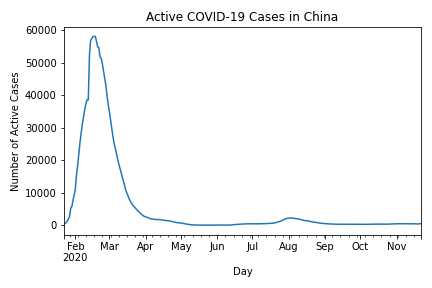 Active COVID-19 Cases in China
Number of Active Cases
60000
50000
40000
30000
20000
10000
0
Feb Mar Apr May Jun Jul Aug Sep Oct Nov
2020
Day